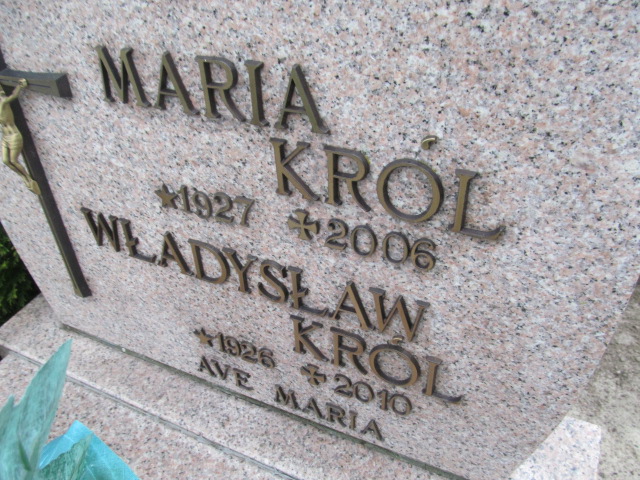 MARIA
KRÓL
★1927 ✠2006
WŁADYSŁAW
KRÓL
★1926 ✠2010
AVE MARIA